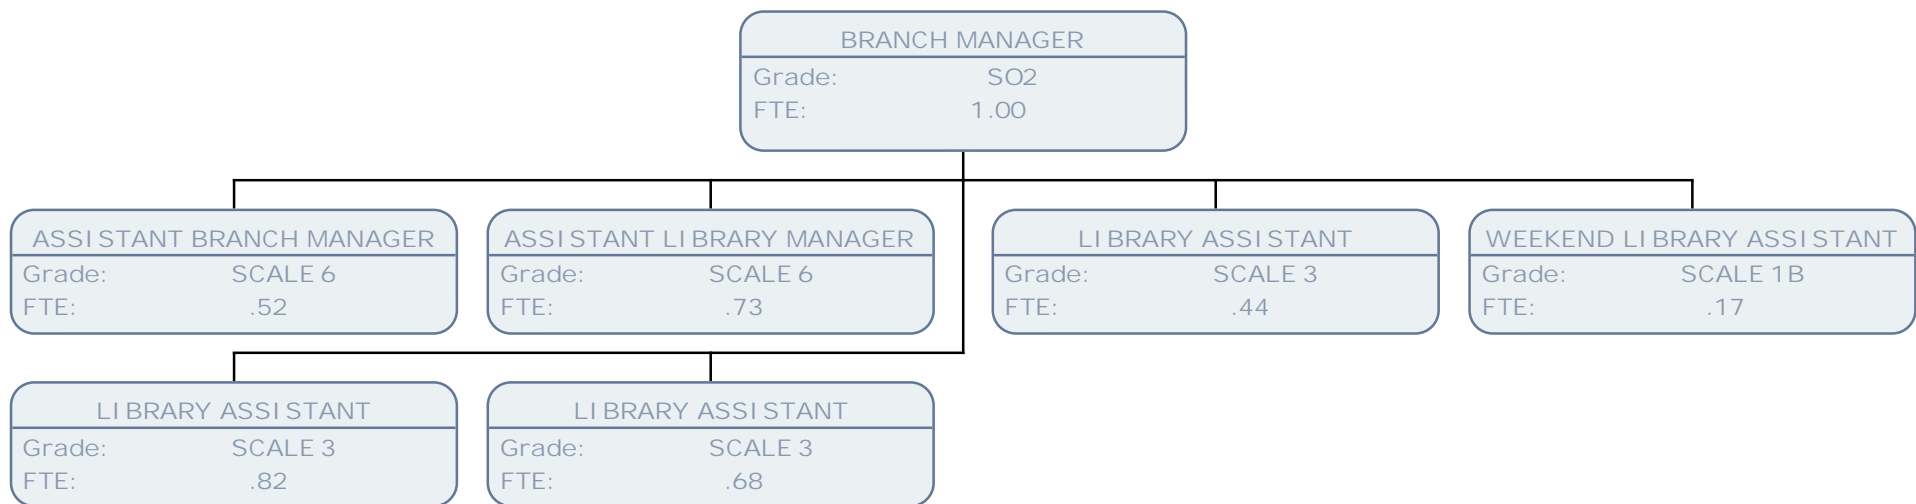 BRANCH MANAGER
Grade: SO2
FTE: 1.00
ASSISTANT BRANCH MANAGER
Grade: SCALE 6
FTE: .52
ASSISTANT LIBRARY MANAGER
Grade: SCALE 6
FTE: .73
LIBRARY ASSISTANT
Grade: SCALE 3
FTE: .44
WEEKEND LIBRARY ASSISTANT
Grade: SCALE 1B
FTE: .17
LIBRARY ASSISTANT
Grade: SCALE 3
FTE: .82
LIBRARY ASSISTANT
Grade: SCALE 3
FTE: .68